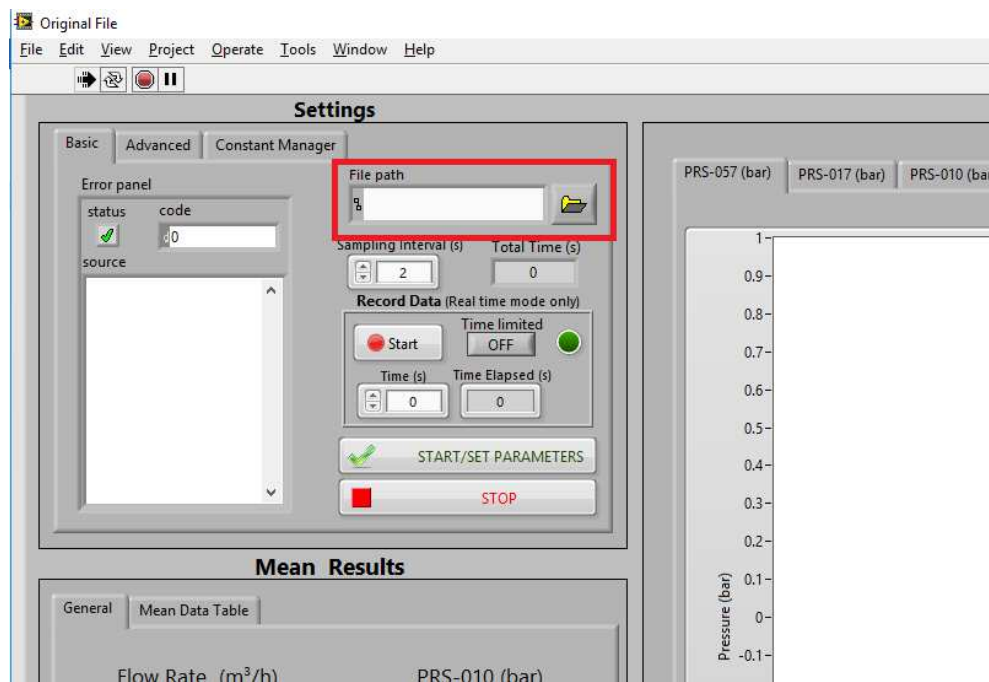 Original File
File Edit View Project Operate Tools Window Help
Settings
Basic Advanced Constant Manager
Error panel
status code
0
source
File path
Sampling Interval (s) Total Time (s)
2 0
Record Data (Real time mode only)
Time limited
Start OFF
Time (s) Time Elapsed (s)
0 0
START/SET PARAMETERS
STOP
Mean Results
General Mean Data Table
Flow Rate (m³/h) PRS-010 (bar)
PRS-057 (bar) PRS-017 (bar) PRS-010 (ba
1
0.9
0.8
0.7
0.6
0.5
0.4
0.3
0.2
0.1
0
-0.1
Pressure (bar)